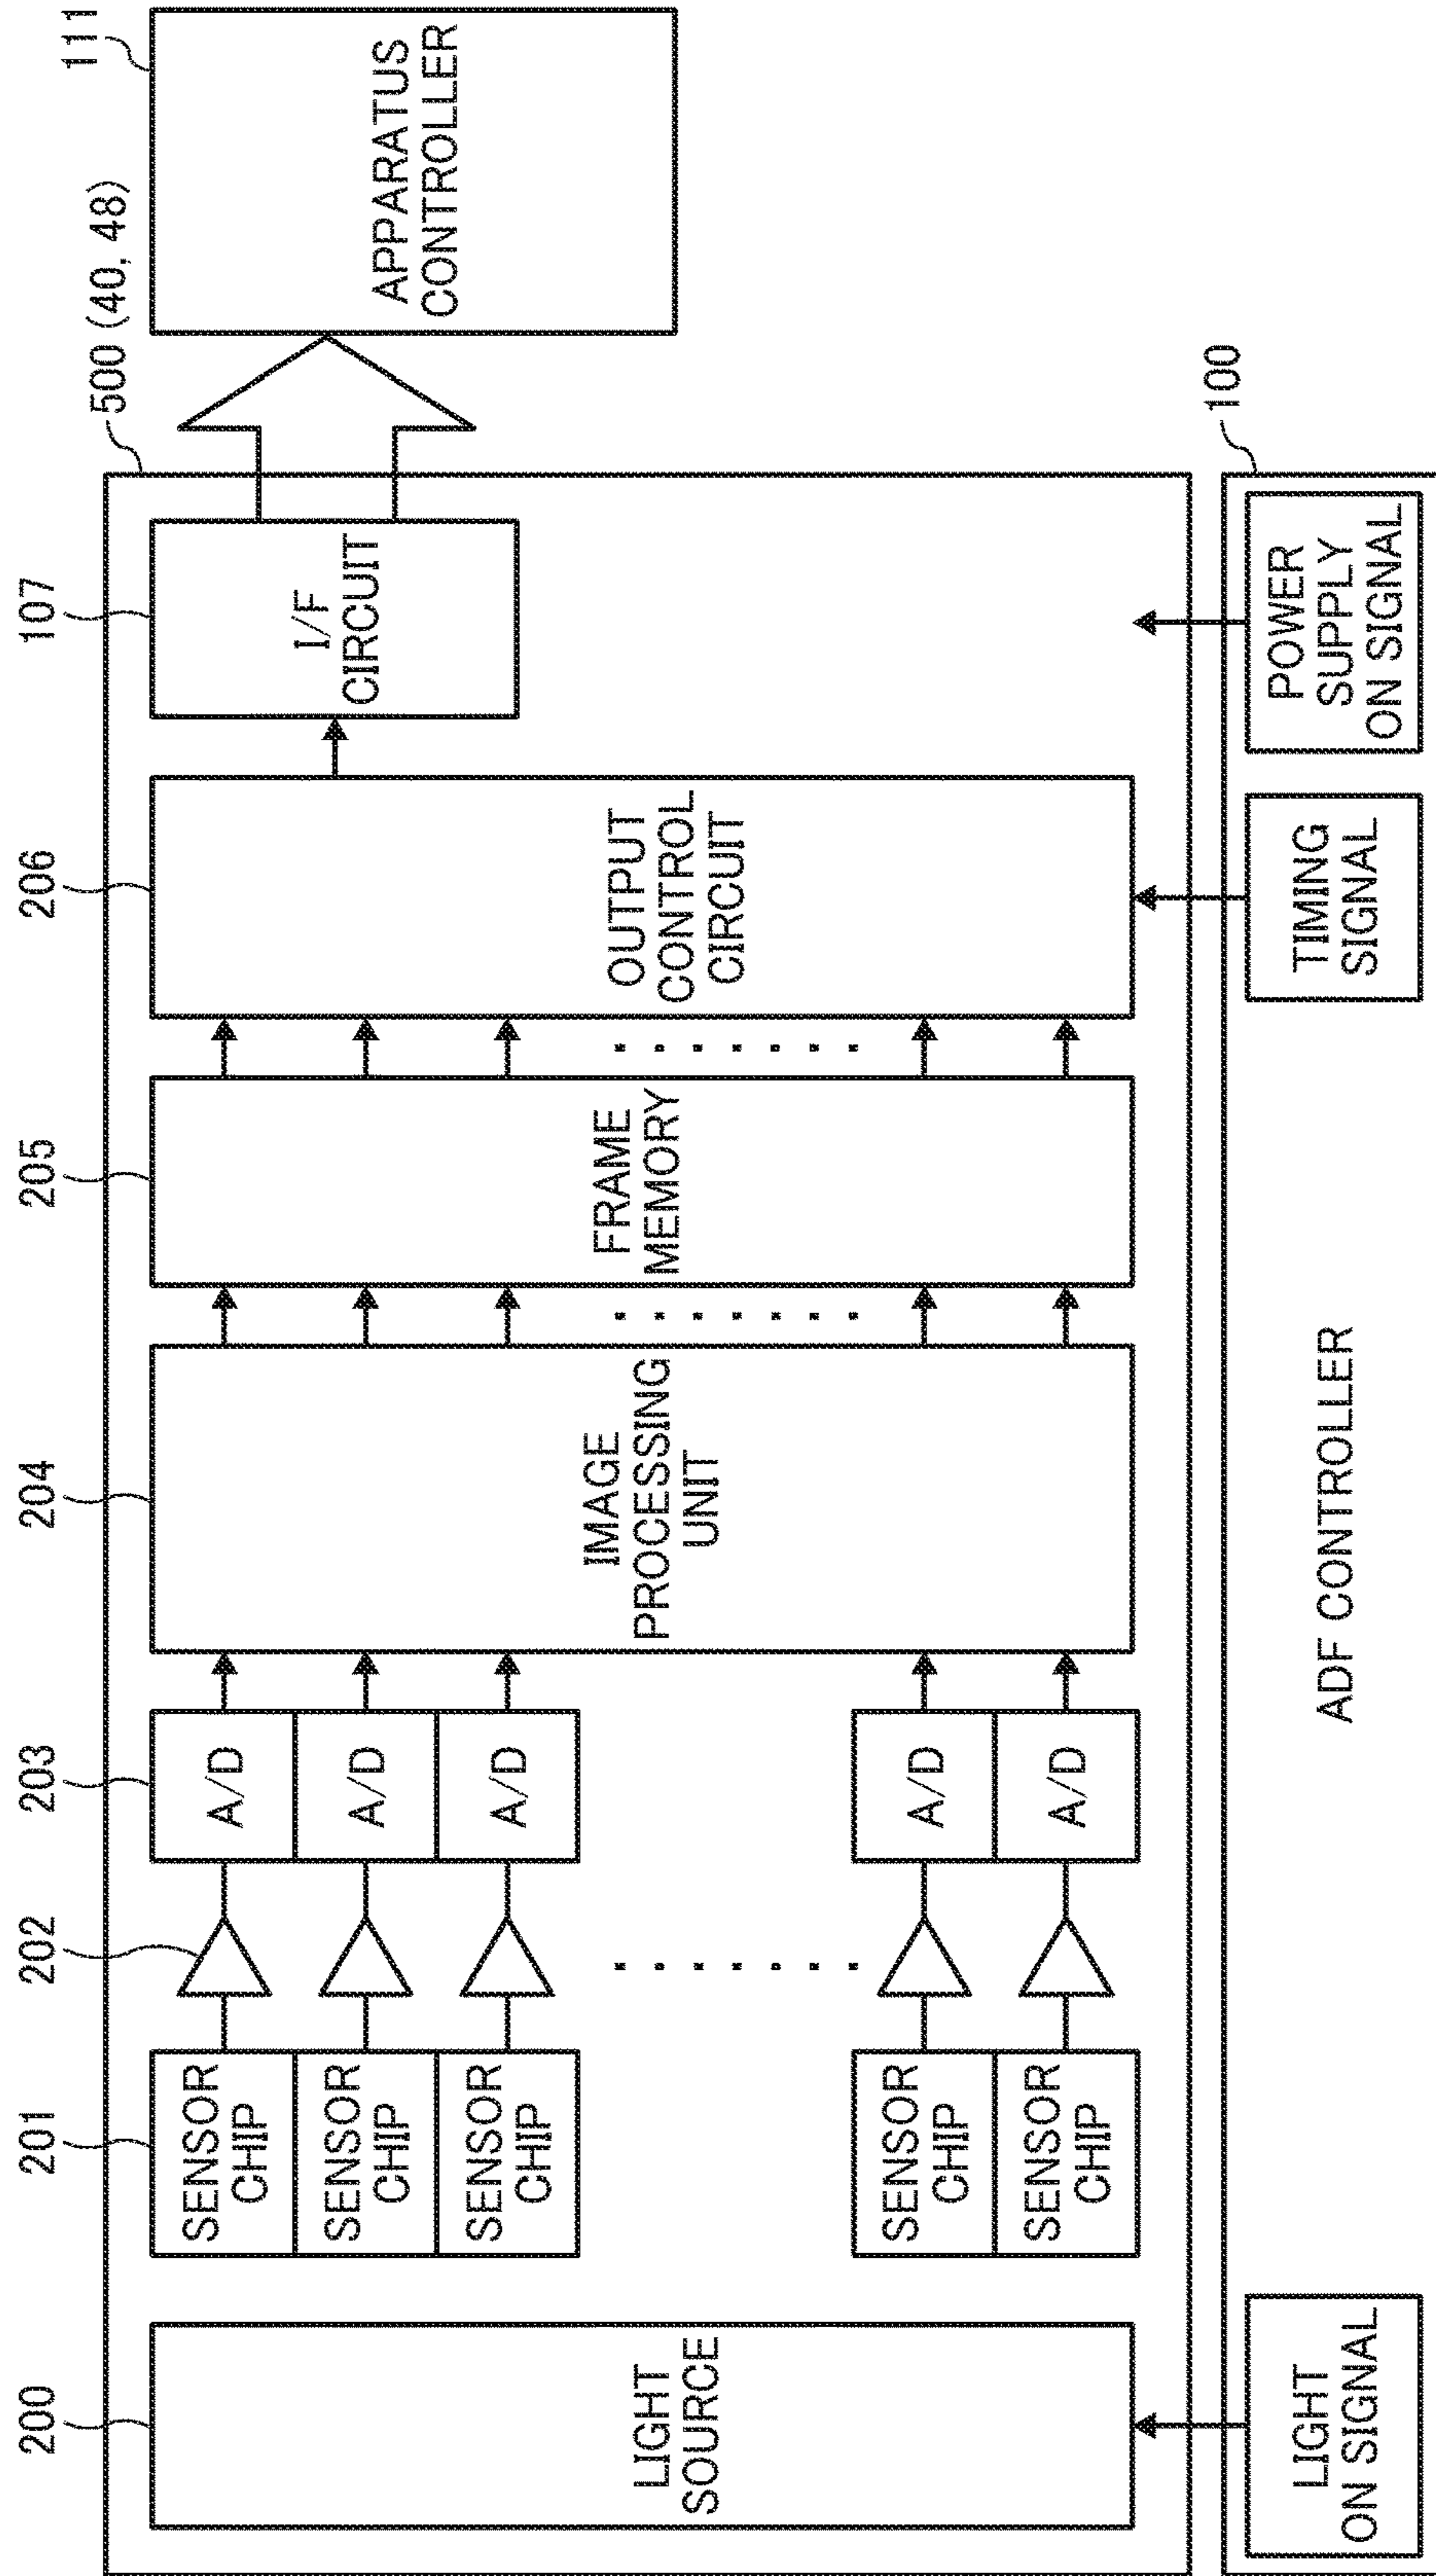 200
201
202
203
204
205
206
107
500 (40, 48)
111
LIGHT
SOURCE
SENSOR
CHIP
SENSOR
CHIP
SENSOR
CHIP
SENSOR
CHIP
SENSOR
CHIP
A/D
A/D
A/D
A/D
A/D
IMAGE
PROCESSING
UNIT
FRAME
MEMORY
OUTPUT
CONTROL
CIRCUIT
I/F
CIRCUIT
APPARATUS
CONTROLLER
100
LIGHT
ON SIGNAL
ADF CONTROLLER
TIMING
SIGNAL
POWER
SUPPLY
ON SIGNAL